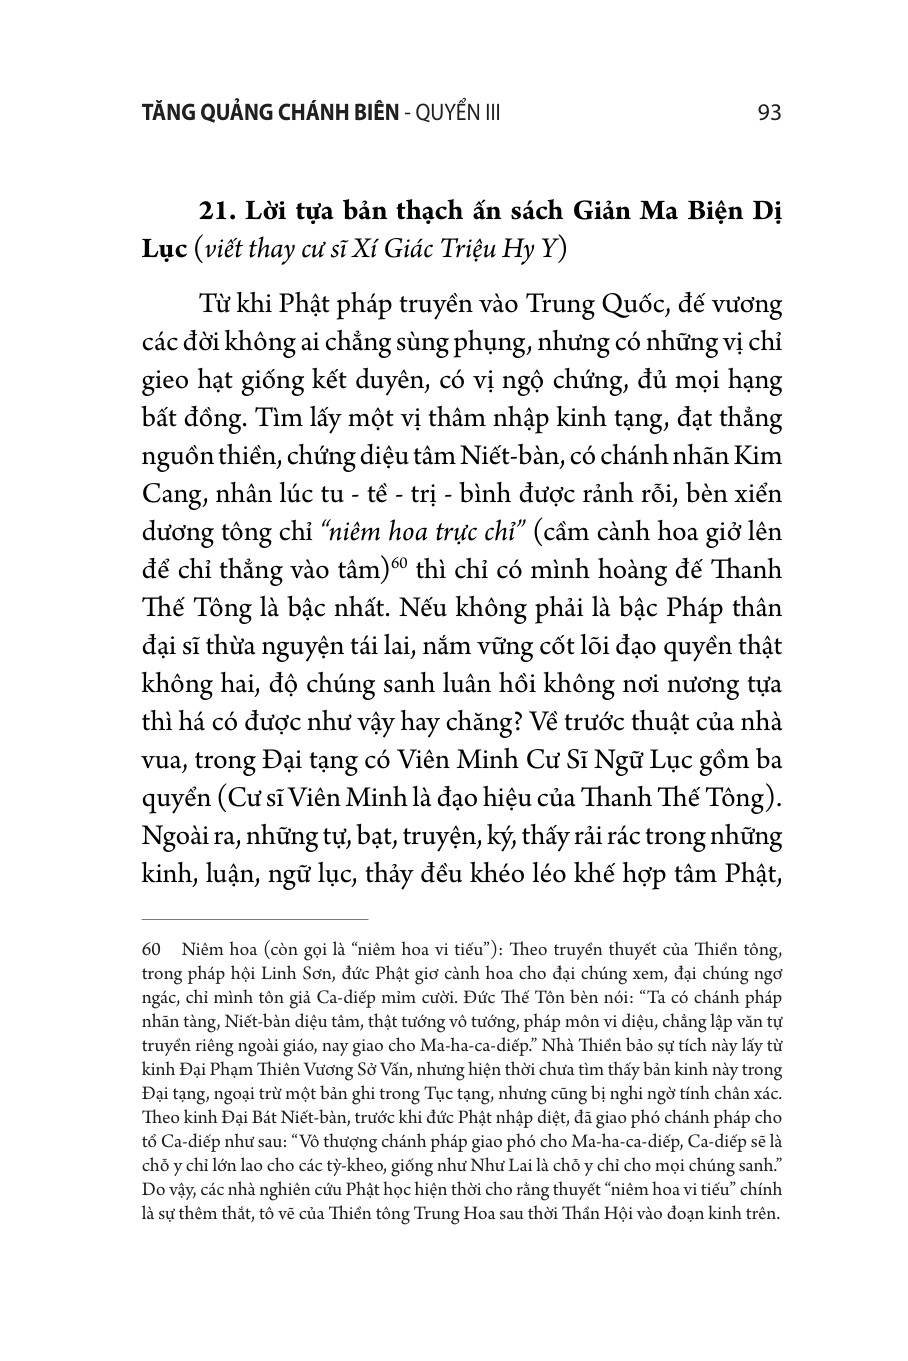 TĂNG QUẢNG CHÁNH BIÊN - QUYỂN III 93
21. Lời tựa bản thạch ấn sách Giản Ma Biện Dị
Lục (viết thay cư sĩ Xí Giác Triệu Hy Y)
Từ khi Phật pháp truyền vào Trung Quốc, đế vương
các đời không ai chẳng sùng phụng, nhưng có những vị chỉ
gieo hạt giống kết duyên, có vị ngộ chứng, đủ mọi hạng
bất đồng. Tìm lấy một vị thâm nhập kinh tạng, đạt thẳng
nguồn thiền, chứng diệu tâm Niết-bàn, có chánh nhãn Kim
Cang, nhân lúc tu - tề - trị - bình được rảnh rỗi, bèn xiển
dương tông chỉ “niêm hoa trực chỉ” (cầm cành hoa giở lên
để chỉ thẳng vào tâm)60 thì chỉ có mình hoàng đế Thanh
Thế Tông là bậc nhất. Nếu không phải là bậc Pháp thân
đại sĩ thừa nguyện tái lai, nắm vững cốt lõi đạo quyền thật
không hai, độ chúng sanh luân hồi không nơi nương tựa
thì há có được như vậy hay chăng? Về trước thuật của nhà
vua, trong Đại tạng có Viên Minh Cư Sĩ Ngữ Lục gồm ba
quyển (Cư sĩ Viên Minh là đạo hiệu của Thanh Thế Tông).
Ngoài ra, những tự, bạt, truyện, ký, thấy rải rác trong những
kinh, luận, ngữ lục, thảy đều khéo léo khế hợp tâm Phật,
60 Niêm hoa (còn gọi là “niêm hoa vi tiếu”): Theo truyền thuyết của Thiền tông,
trong pháp hội Linh Sơn, đức Phật giơ cành hoa cho đại chúng xem, đại chúng ngơ
ngác, chỉ mình tôn giả Ca-diếp mỉm cười. Đức Thế Tôn bèn nói: “Ta có chánh pháp
nhãn tàng, Niết-bàn diệu tâm, thật tướng vô tướng, pháp môn vi diệu, chẳng lập văn tự
truyền riêng ngoài giáo, nay giao cho Ma-ha-ca-diếp.” Nhà Thiền bảo sự tích này lấy từ
kinh Đại Phạm Thiên Vương Sở Vấn, nhưng hiện thời chưa tìm thấy bản kinh này trong
Đại tạng, ngoại trừ một bản ghi trong Tục tạng, nhưng cũng bị nghi ngờ tính chân xác.
Theo kinh Đại Bát Niết-bàn, trước khi đức Phật nhập diệt, đã giao phó chánh pháp cho
tổ Ca-diếp như sau: “Vô thượng chánh pháp giao phó cho Ma-ha-ca-diếp, Ca-diếp sẽ là
chỗ y chỉ lớn lao cho các tỳ-kheo, giống như Như Lai là chỗ y chỉ cho mọi chúng sanh.”
Do vậy, các nhà nghiên cứu Phật học hiện thời cho rằng thuyết “niêm hoa vi tiếu” chính
là sự thêm thắt, tô vẽ của Thiền tông Trung Hoa sau thời Thần Hội vào đoạn kinh trên.